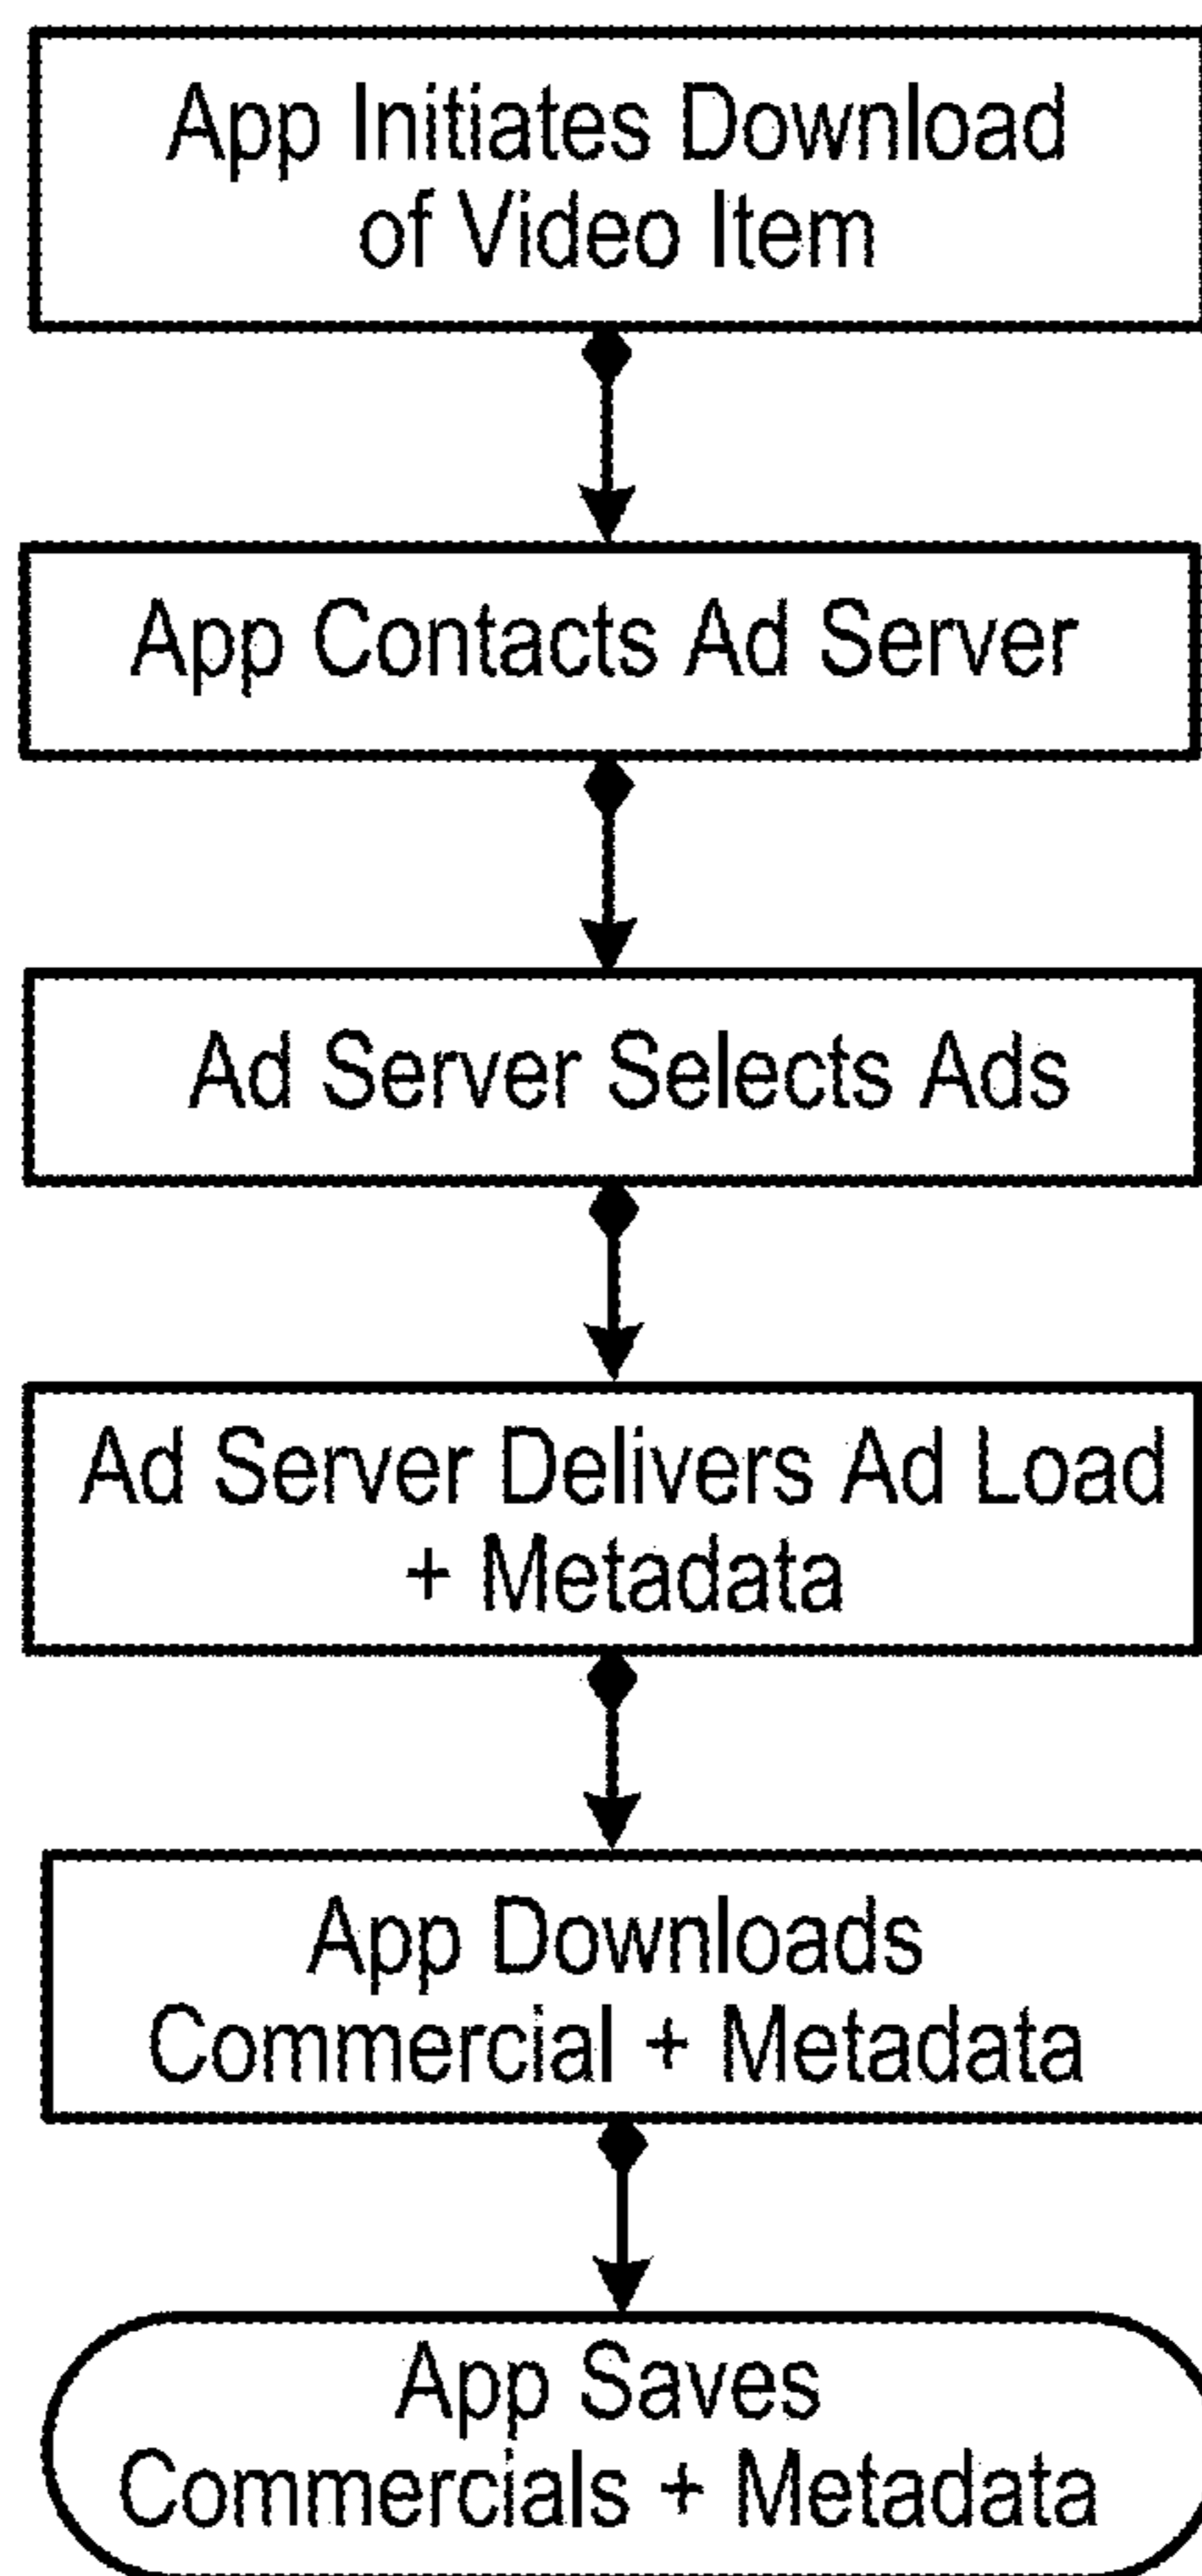 App Initiates Download
of Video Item
App Contacts Ad Server
Ad Server Selects Ads
Ad Server Delivers Ad Load
+ Metadata
App Downloads
Commercial + Metadata
App Saves
Commercials + Metadata